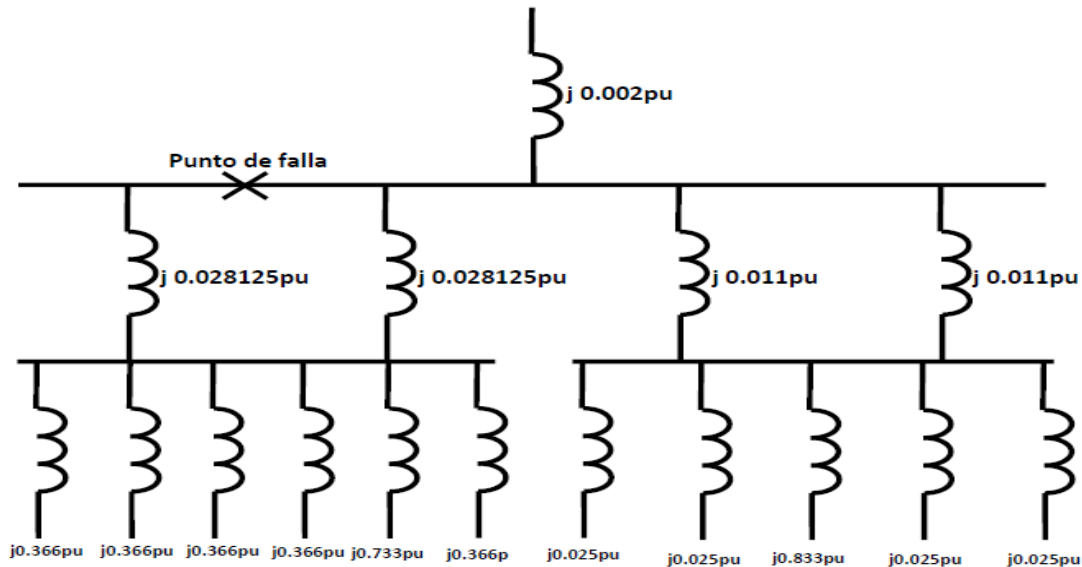 j 0.002pu
Punto de falla
j 0.028125pu
j 0.028125pu
j 0.011pu
j 0.011pu
j0.366pu
j0.366pu
j0.366pu
j0.366pu
j0.733pu
j0.366p
j0.025pu
j0.025pu
j0.833pu
j0.025pu
j0.025pu